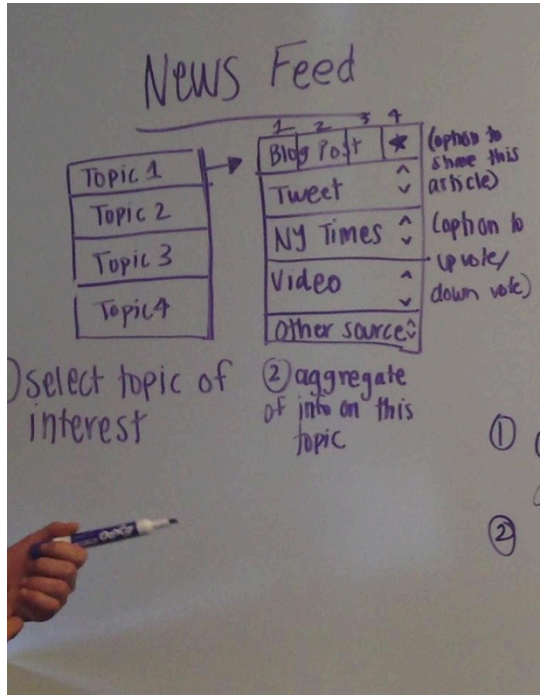 News Feed
Topic 1
Topic 2
Topic 3
Topic 4
1 2 3 4
Blog Post
Tweet
NY Times
Video
other source
(option to
share this
article)
(option to
upvote/
down vote)
select topic of
interest
② aggregate
of info on this
topic
①
②
EXPO